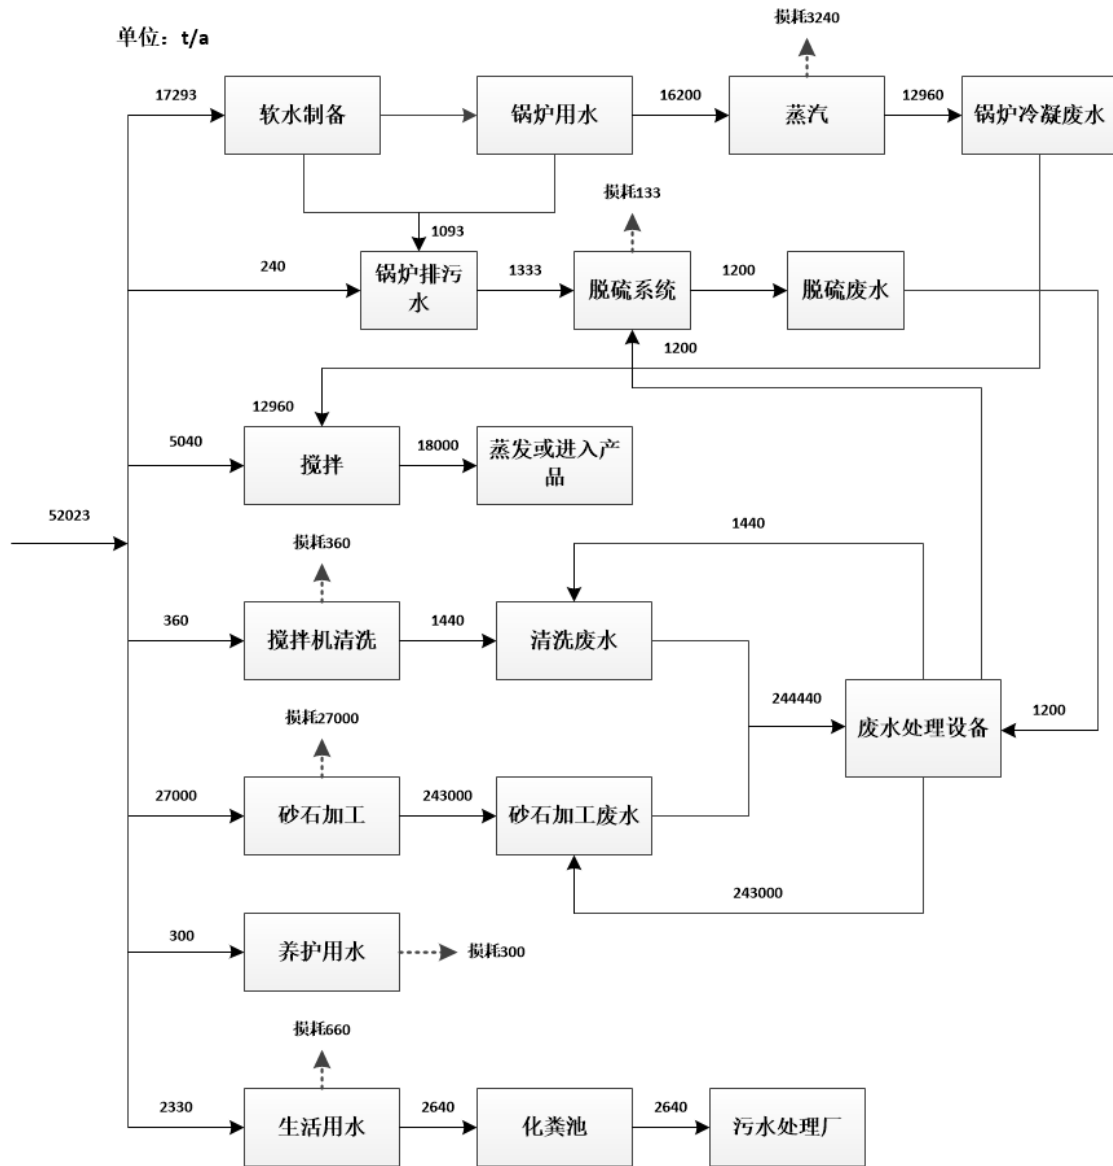 单位：t/a
损耗3240
17293
软水制备
锅炉用水
16200
蒸汽
12960
锅炉冷凝废水
损耗133
1093
240
锅炉排污
水
1333
脱硫系统
1200
脱硫废水
1200
12960
5040
搅拌
18000
蒸发或进入产
品
52023
1440
损耗360
360
搅拌机清洗
1440
清洗废水
244440
废水处理设备
1200
损耗27000
27000
砂石加工
243000
砂石加工废水
243000
300
养护用水
损耗300
损耗660
2330
生活用水
2640
化粪池
2640
污水处理厂